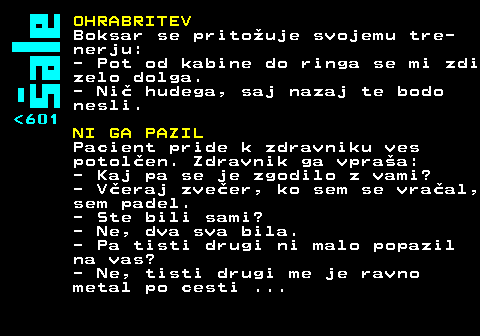 šale
<601
OHRABRITEV
Boksar se pritožuje svojemu tre-
nerju:
- Pot od kabine do ringa se mi zdi
zelo dolga.
- Nič hudega, saj nazaj te bodo
nesli.
NI GA PAZIL
Pacient pride k zdravniku ves
potolčen. Zdravnik ga vpraša:
- Kaj pa se je zgodilo z vami?
- Včeraj zvečer, ko sem se vračal,
sem padel.
- Ste bili sami?
- Ne, dva sva bila.
- Pa tisti drugi ni malo popazil
na vas?
- Ne, tisti drugi me je ravno
metal po cesti ...